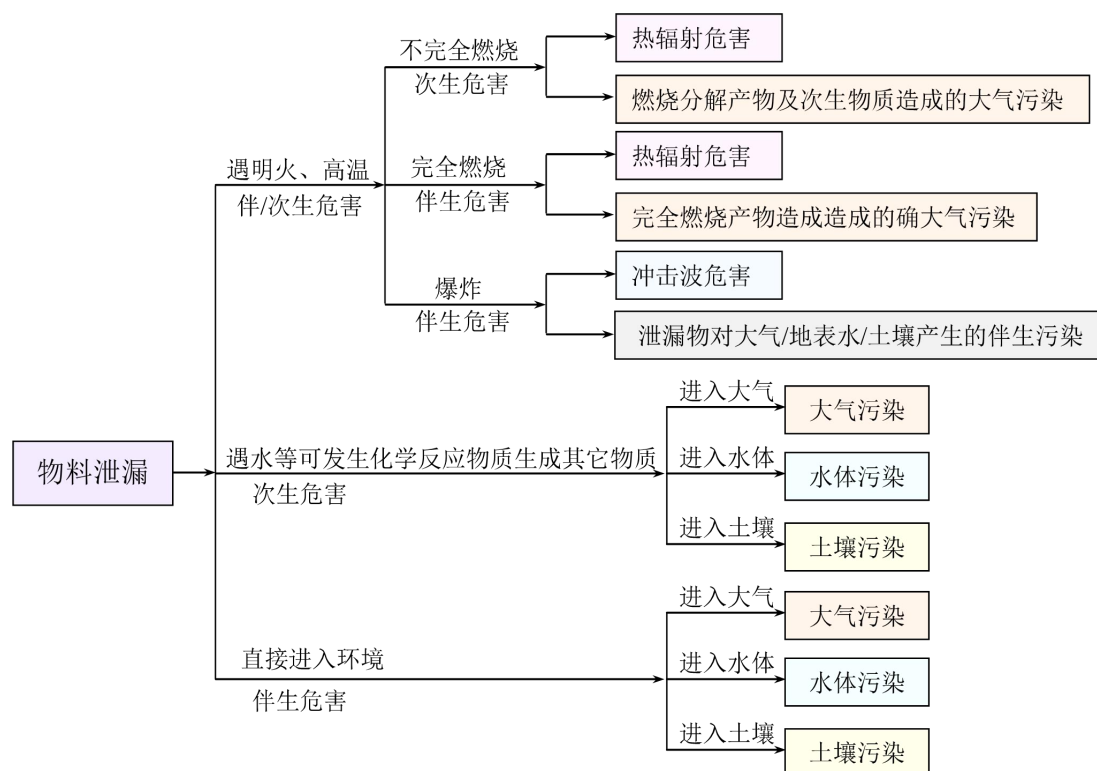 不完全燃烧
次生危害
热辐射危害
燃烧分解产物及次生物质造成的大气污染
遇明火、高温
伴/次生危害
完全燃烧
伴生危害
热辐射危害
完全燃烧产物造成造成的确大气污染
爆炸
伴生危害
冲击波危害
泄漏物对大气/地表水/土壤产生的伴生污染
物料泄漏
遇水等可发生化学反应物质生成其它物质
次生危害
进入大气
大气污染
进入水体
水体污染
进入土壤
土壤污染
直接进入环境
伴生危害
进入大气
大气污染
进入水体
水体污染
进入土壤
土壤污染